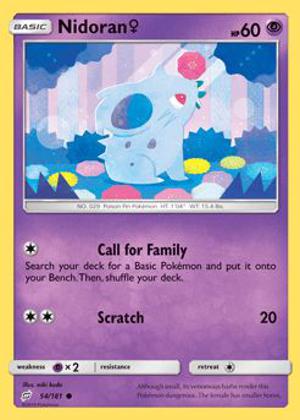 BASIC Nidoran♀ HP60
NO. 029 Poison Pin Pokémon HT: 1'04" WT: 15.4 lbs.
Call for Family
Search your deck for a Basic Pokémon and put it onto
your Bench. Then, shuffle your deck.
Scratch 20
weakness ×2 resistance retreat
Illus. miki kudo
Although small, its venomous barbs render this
Pokémon dangerous. The female has smaller horns.
54/181
©2019 Pokémon